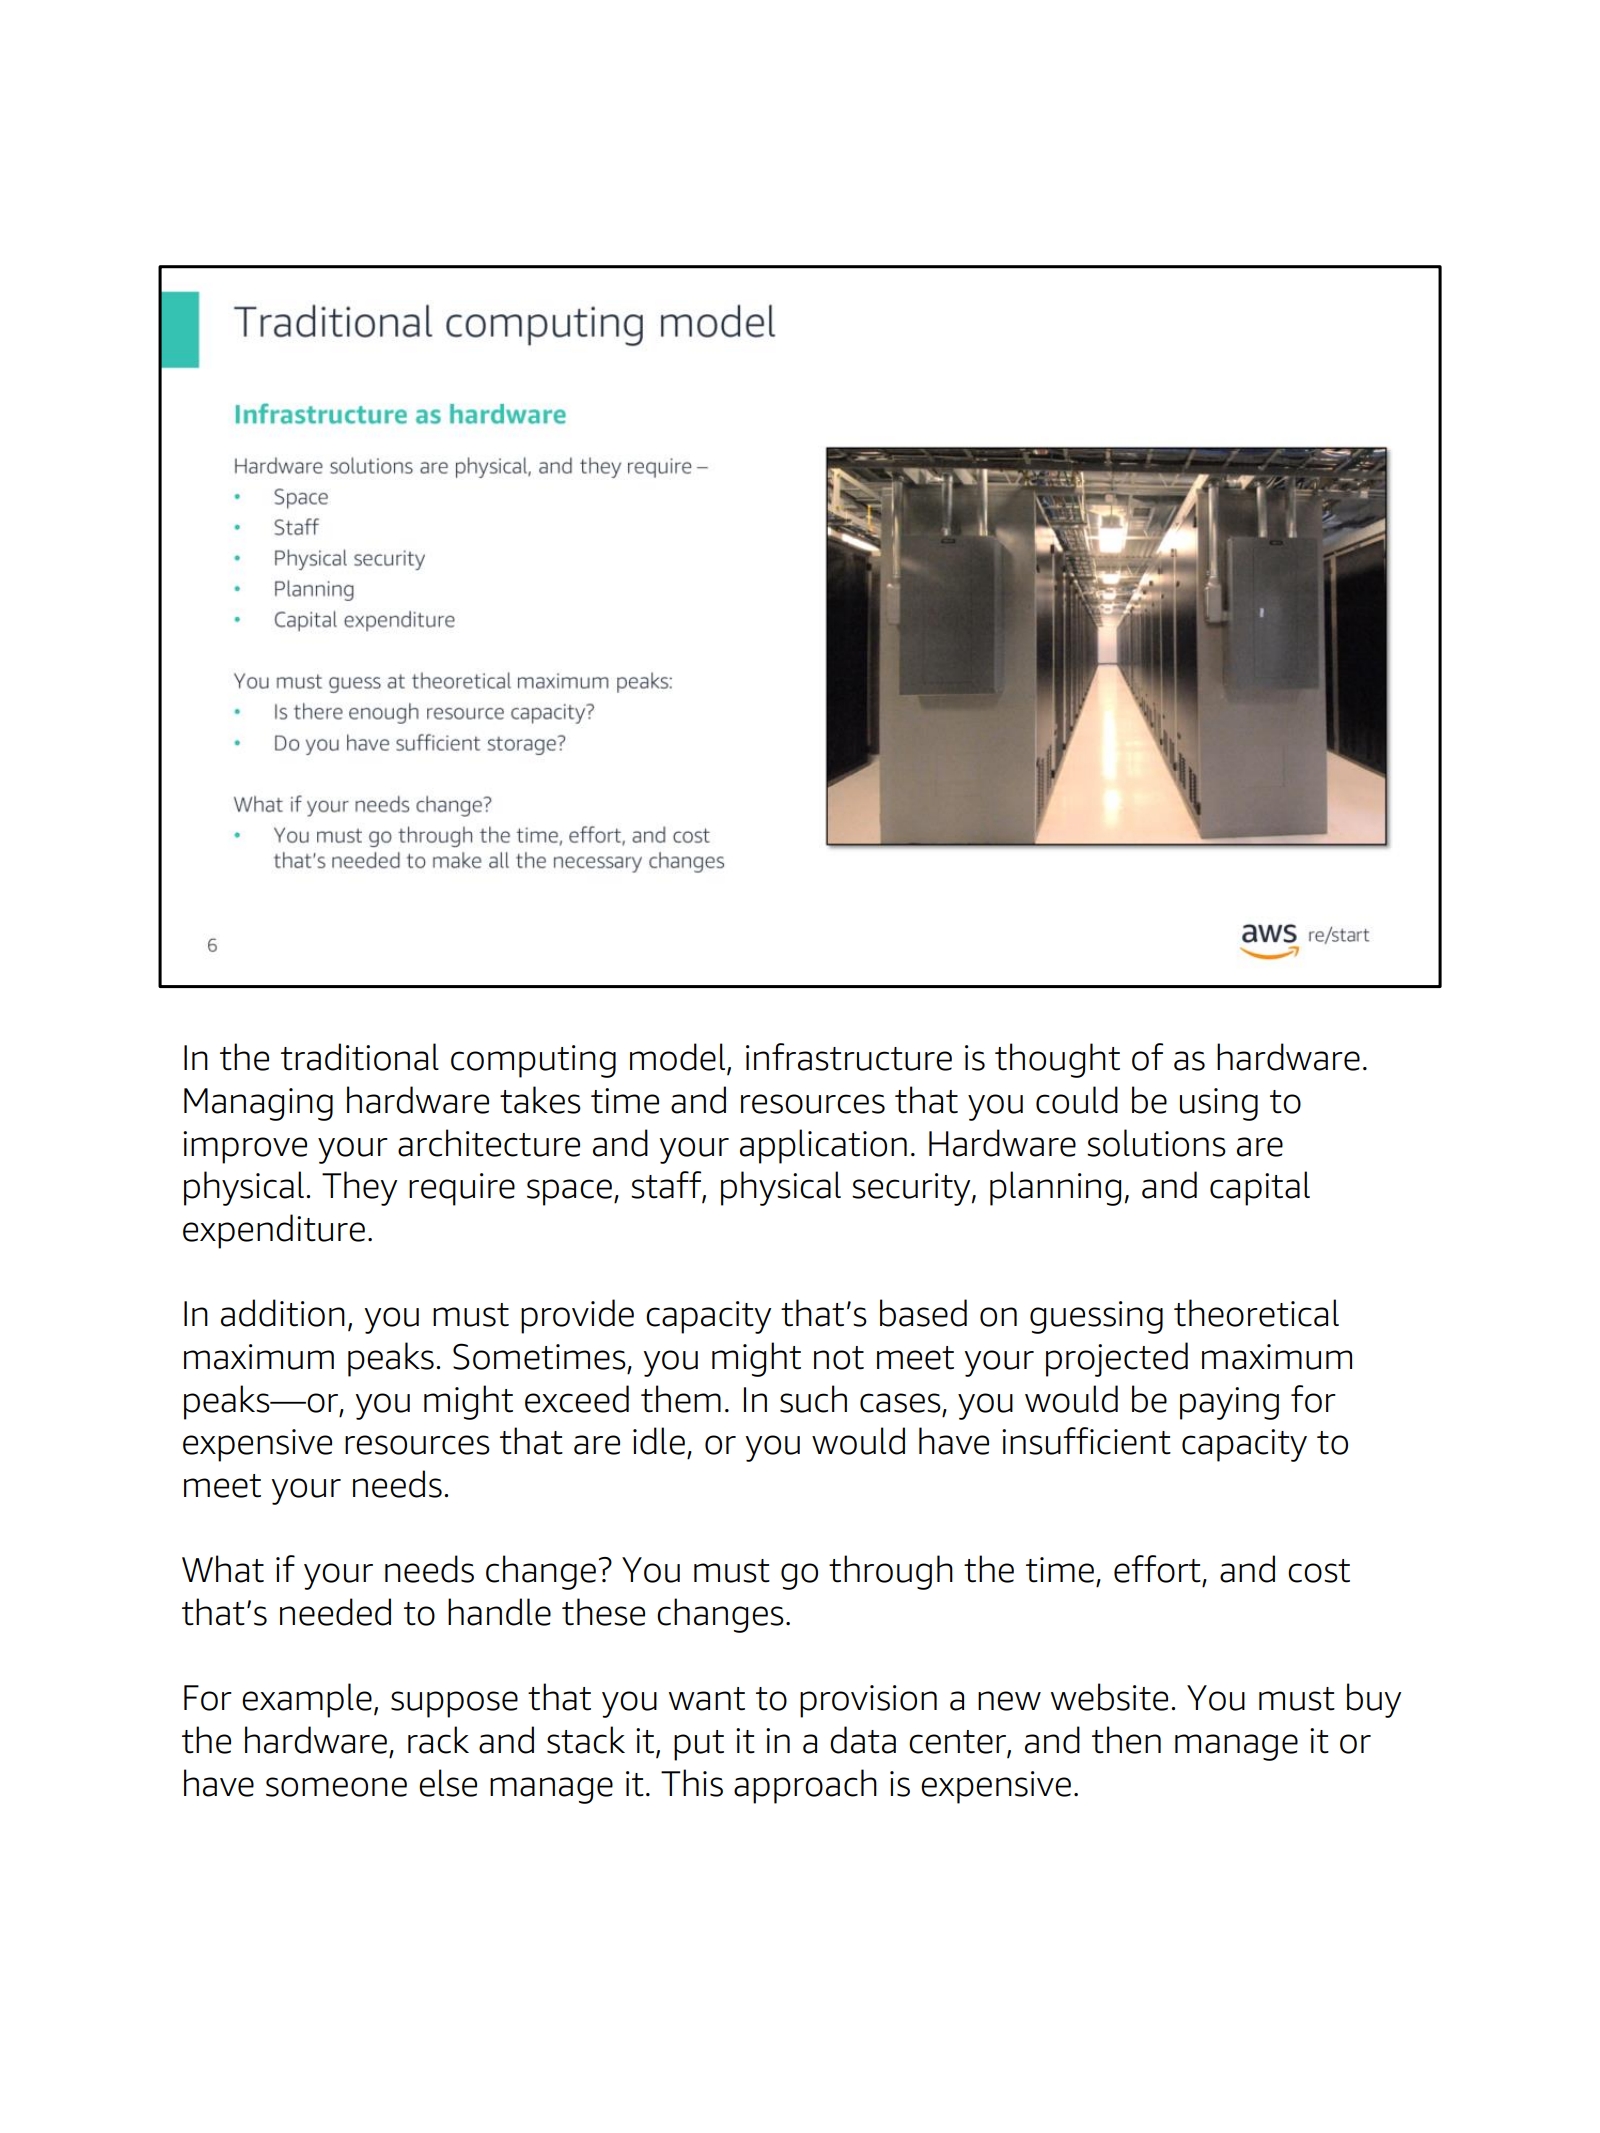 Traditional computing model
Infrastructure as hardware
Hardware solutions are physical, and they require –
• Space
• Staff
• Physical security
• Planning
• Capital expenditure
You must guess at theoretical maximum peaks:
• Is there enough resource capacity?
• Do you have sufficient storage?
What if your needs change?
• You must go through the time, effort, and cost
that's needed to make all the necessary changes
6
aws re/start
In the traditional computing model, infrastructure is thought of as hardware.
Managing hardware takes time and resources that you could be using to
improve your architecture and your application. Hardware solutions are
physical. They require space, staff, physical security, planning, and capital
expenditure.
In addition, you must provide capacity that's based on guessing theoretical
maximum peaks. Sometimes, you might not meet your projected maximum
peaks—or, you might exceed them. In such cases, you would be paying for
expensive resources that are idle, or you would have insufficient capacity to
meet your needs.
What if your needs change? You must go through the time, effort, and cost
that's needed to handle these changes.
For example, suppose that you want to provision a new website. You must buy
the hardware, rack and stack it, put it in a data center, and then manage it or
have someone else manage it. This approach is expensive.